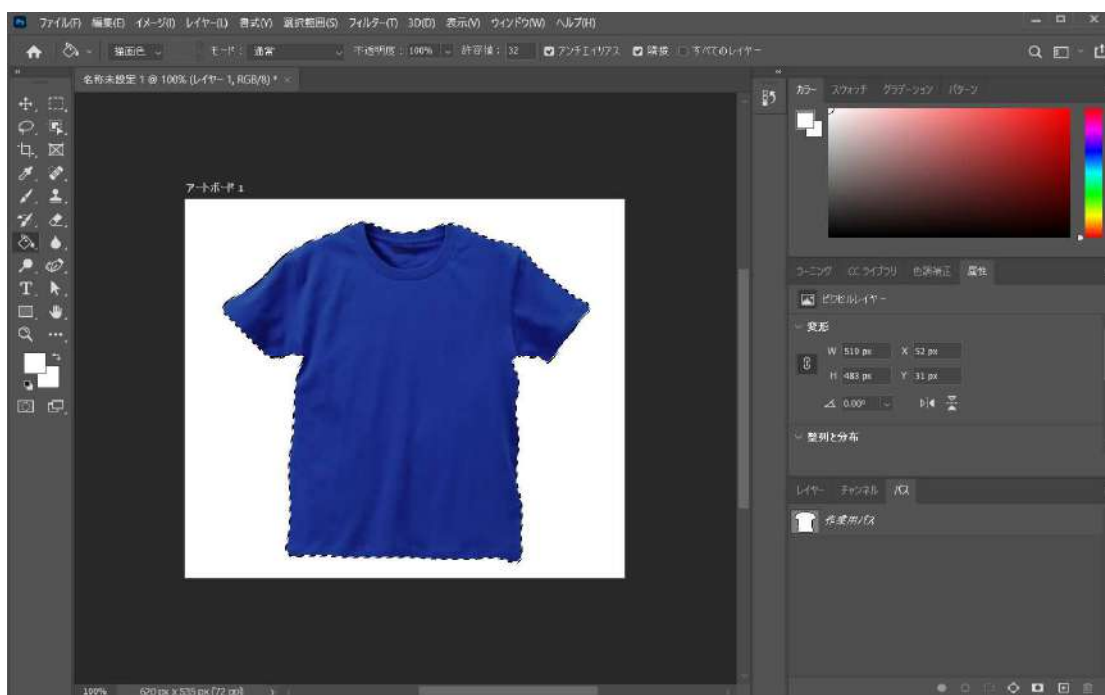 Ps ファイル(F) 編集(E) イメージ(I) レイヤー(L) 書式(Y) 選択範囲(S) フィルター(T) 3D(D) 表示(V) ウィンドウ(W) ヘルプ(H)
描画色 モード: 通常 不透明度: 100% 許容値: 32 アンチエイリアス 隣接 すべてのレイヤー
名称未設定 1 @ 100% (レイヤー 1, RGB/8) * ×
カラー スウォッチ グラデーション パターン
アートボード 1
ラーニング CC ライブラリ 色調補正 属性
ピクセルレイヤー
変形
W 519 px X 52 px
H 483 px Y 31 px
0.00°
整列と分布
レイヤー チャンネル パス
作業用パス
100% 620 px x 535 px (72 ppi)